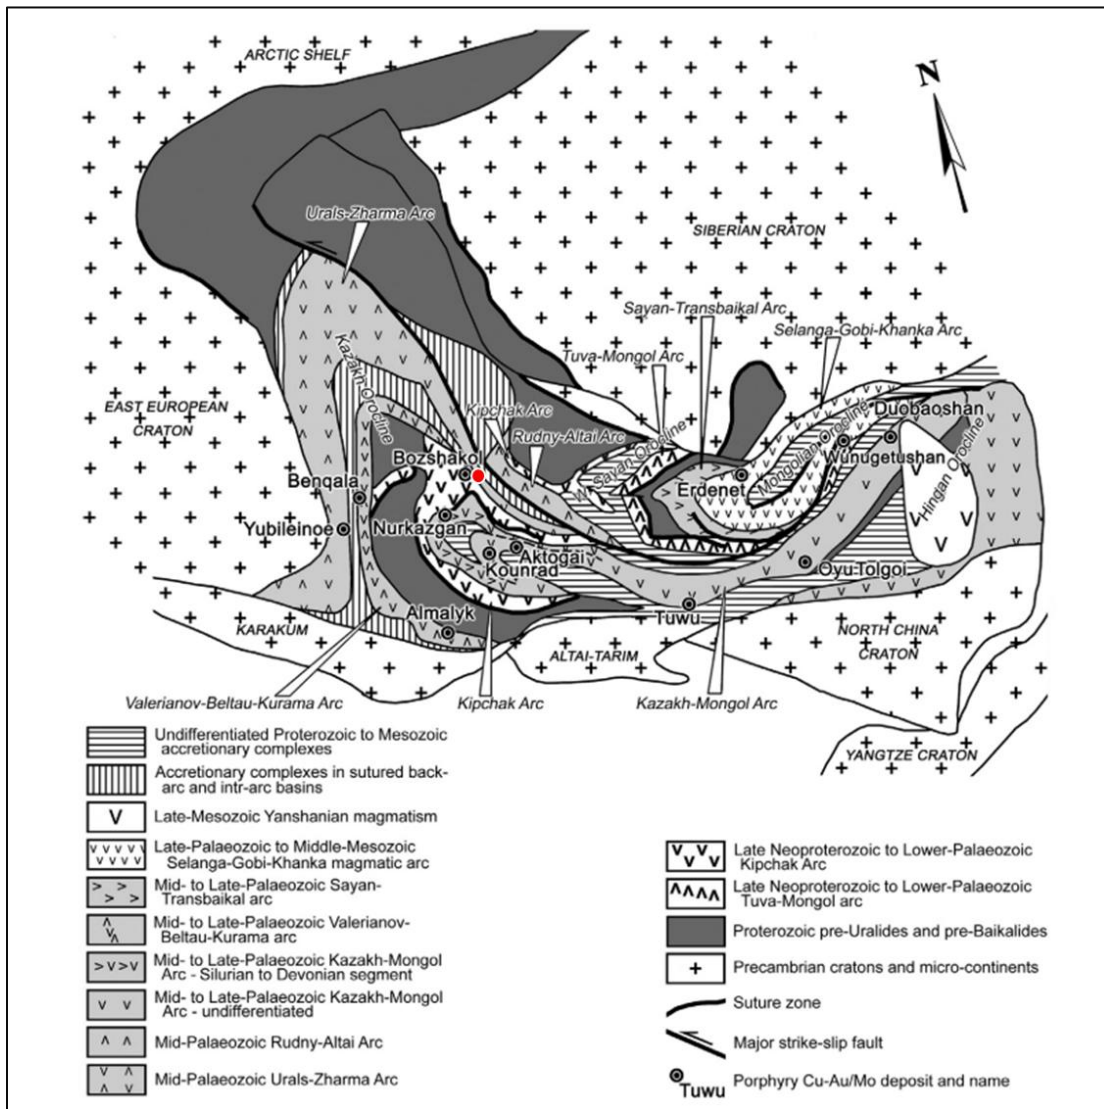 ARCTIC SHELF
N
Urals-Zharma Arc
SIBERIAN CRATON
Sayan-Transbaikal Arc
Selanga-Gobi-Khanka Arc
Tuva-Mongol Arc
Kazakh Orocline
EAST EUROPEAN
CRATON
Kipchak Arc
Rudny-Altai Arc
Duobaoshan
Mongolian Orocline
Wunugetushan
Bozshakol
W. Sayan Orocline
Hingan Orocline
Benqala
Erdenet
Yubileinoe
Nurkazgan
Aktogai
Kounrad
OyuTolgoi
Almalyk
Tuwu
KARAKUM
ALTAI-TARIM
NORTH CHINA
CRATON
Valerianov-Beltau-Kurama Arc
Kipchak Arc
Kazakh-Mongol Arc
YANGTZE CRATON
Undifferentiated Proterozoic to Mesozoic
accretionary complexes
Accretionary complexes in sutured back-
arc and intr-arc basins
Late-Mesozoic Yanshanian magmatism
Late-Palaeozoic to Middle-Mesozoic
Selanga-Gobi-Khanka magmatic arc
Mid- to Late-Palaeozoic Sayan-
Transbaikal arc
Mid- to Late-Palaeozoic Valerianov-
Beltau-Kurama arc
Mid- to Late-Palaeozoic Kazakh-Mongol
Arc - Silurian to Devonian segment
Mid- to Late-Palaeozoic Kazakh-Mongol
Arc - undifferentiated
Mid-Palaeozoic Rudny-Altai Arc
Mid-Palaeozoic Urals-Zharma Arc
Late Neoproterozoic to Lower-Palaeozoic
Kipchak Arc
Late Neoproterozoic to Lower-Palaeozoic
Tuva-Mongol arc
Proterozoic pre-Uralides and pre-Baikalides
Precambrian cratons and micro-continents
Suture zone
Major strike-slip fault
Tuwu
Porphyry Cu-Au/Mo deposit and name